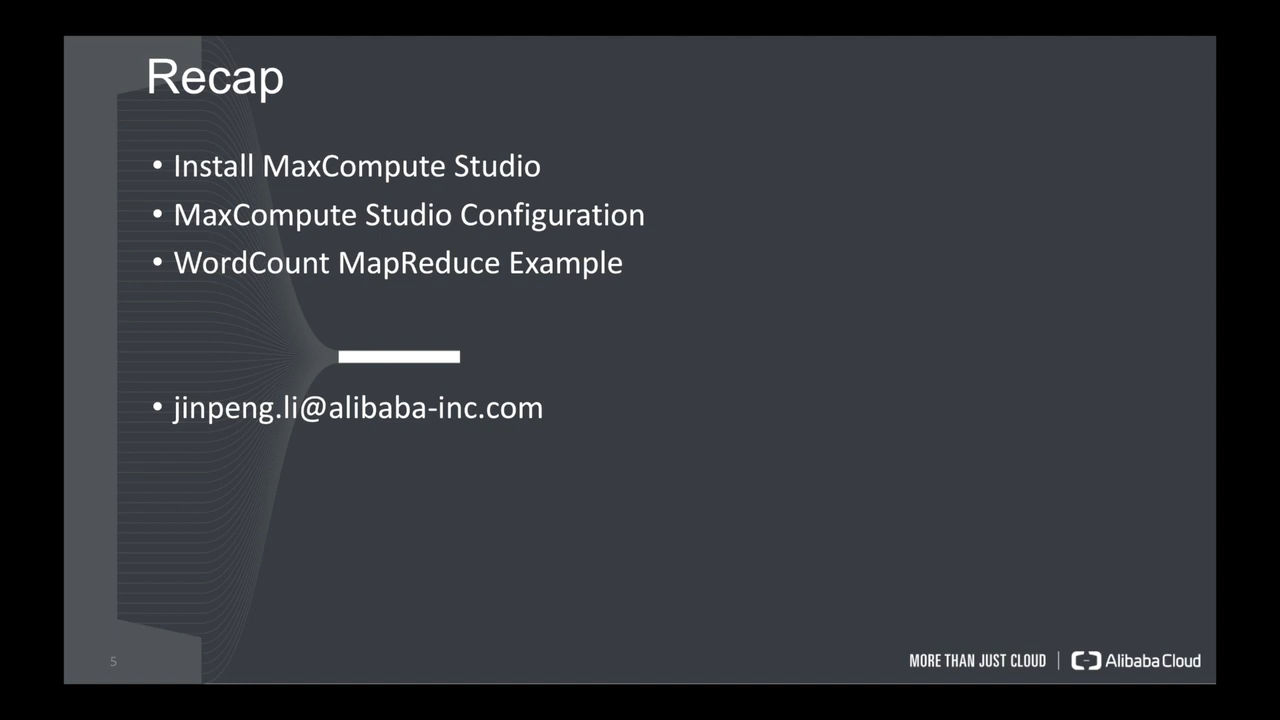 Recap
• Install MaxCompute Studio
• MaxCompute Studio Configuration
• WordCount MapReduce Example
• jinpeng.li@alibaba-inc.com
5
MORE THAN JUST CLOUD | Alibaba Cloud